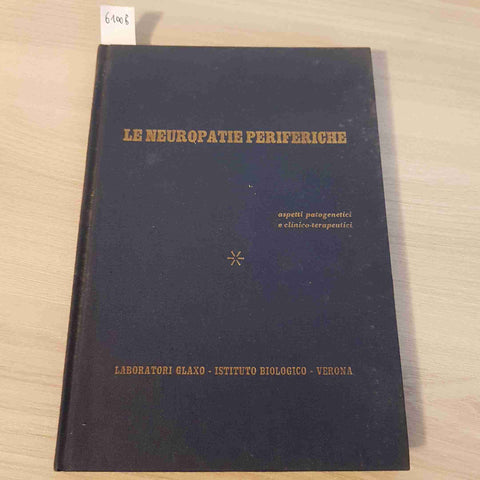 6100B
LE NEUROPATIE PERIFERICHE
aspetti patogenetici
e clinico-terapeutici
LABORATORI GLAXO - ISTITUTO BIOLOGICO - VERONA